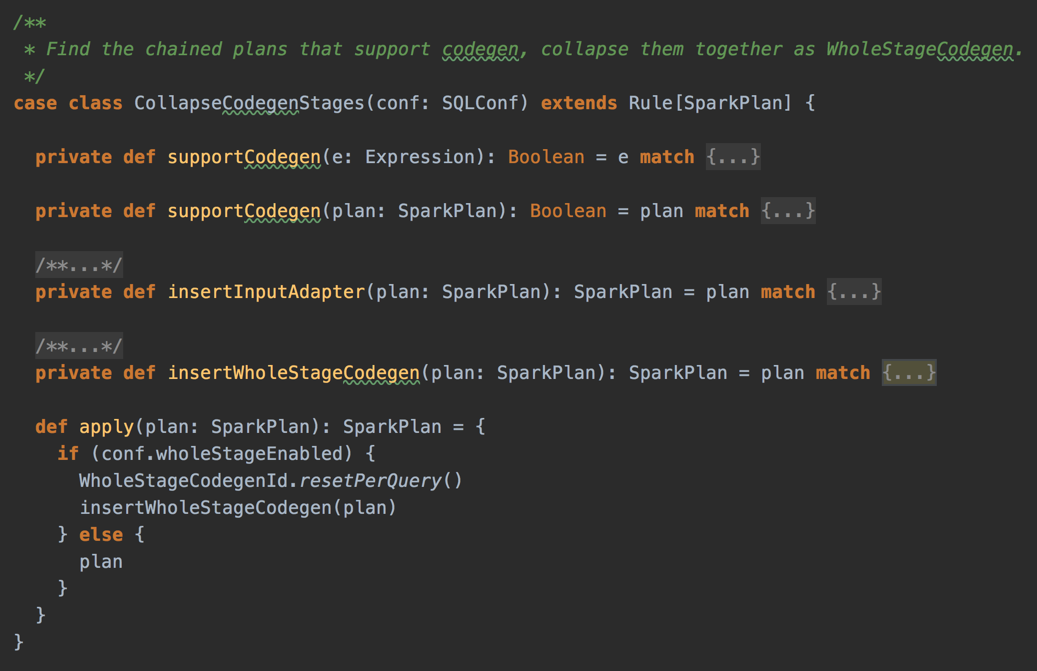 /**
 * Find the chained plans that support codegen, collapse them together as WholeStageCodegen.
 */
case class CollapseCodegenStages(conf: SQLConf) extends Rule[SparkPlan] {
  private def supportCodegen(e: Expression): Boolean = e match {...}
  private def supportCodegen(plan: SparkPlan): Boolean = plan match {...}
  /**...*/
  private def insertInputAdapter(plan: SparkPlan): SparkPlan = plan match {...}
  /**...*/
  private def insertWholeStageCodegen(plan: SparkPlan): SparkPlan = plan match {...}
  def apply(plan: SparkPlan): SparkPlan = {
    if (conf.wholeStageEnabled) {
      WholeStageCodegenId.resetPerQuery()
      insertWholeStageCodegen(plan)
    } else {
      plan
    }
  }
}